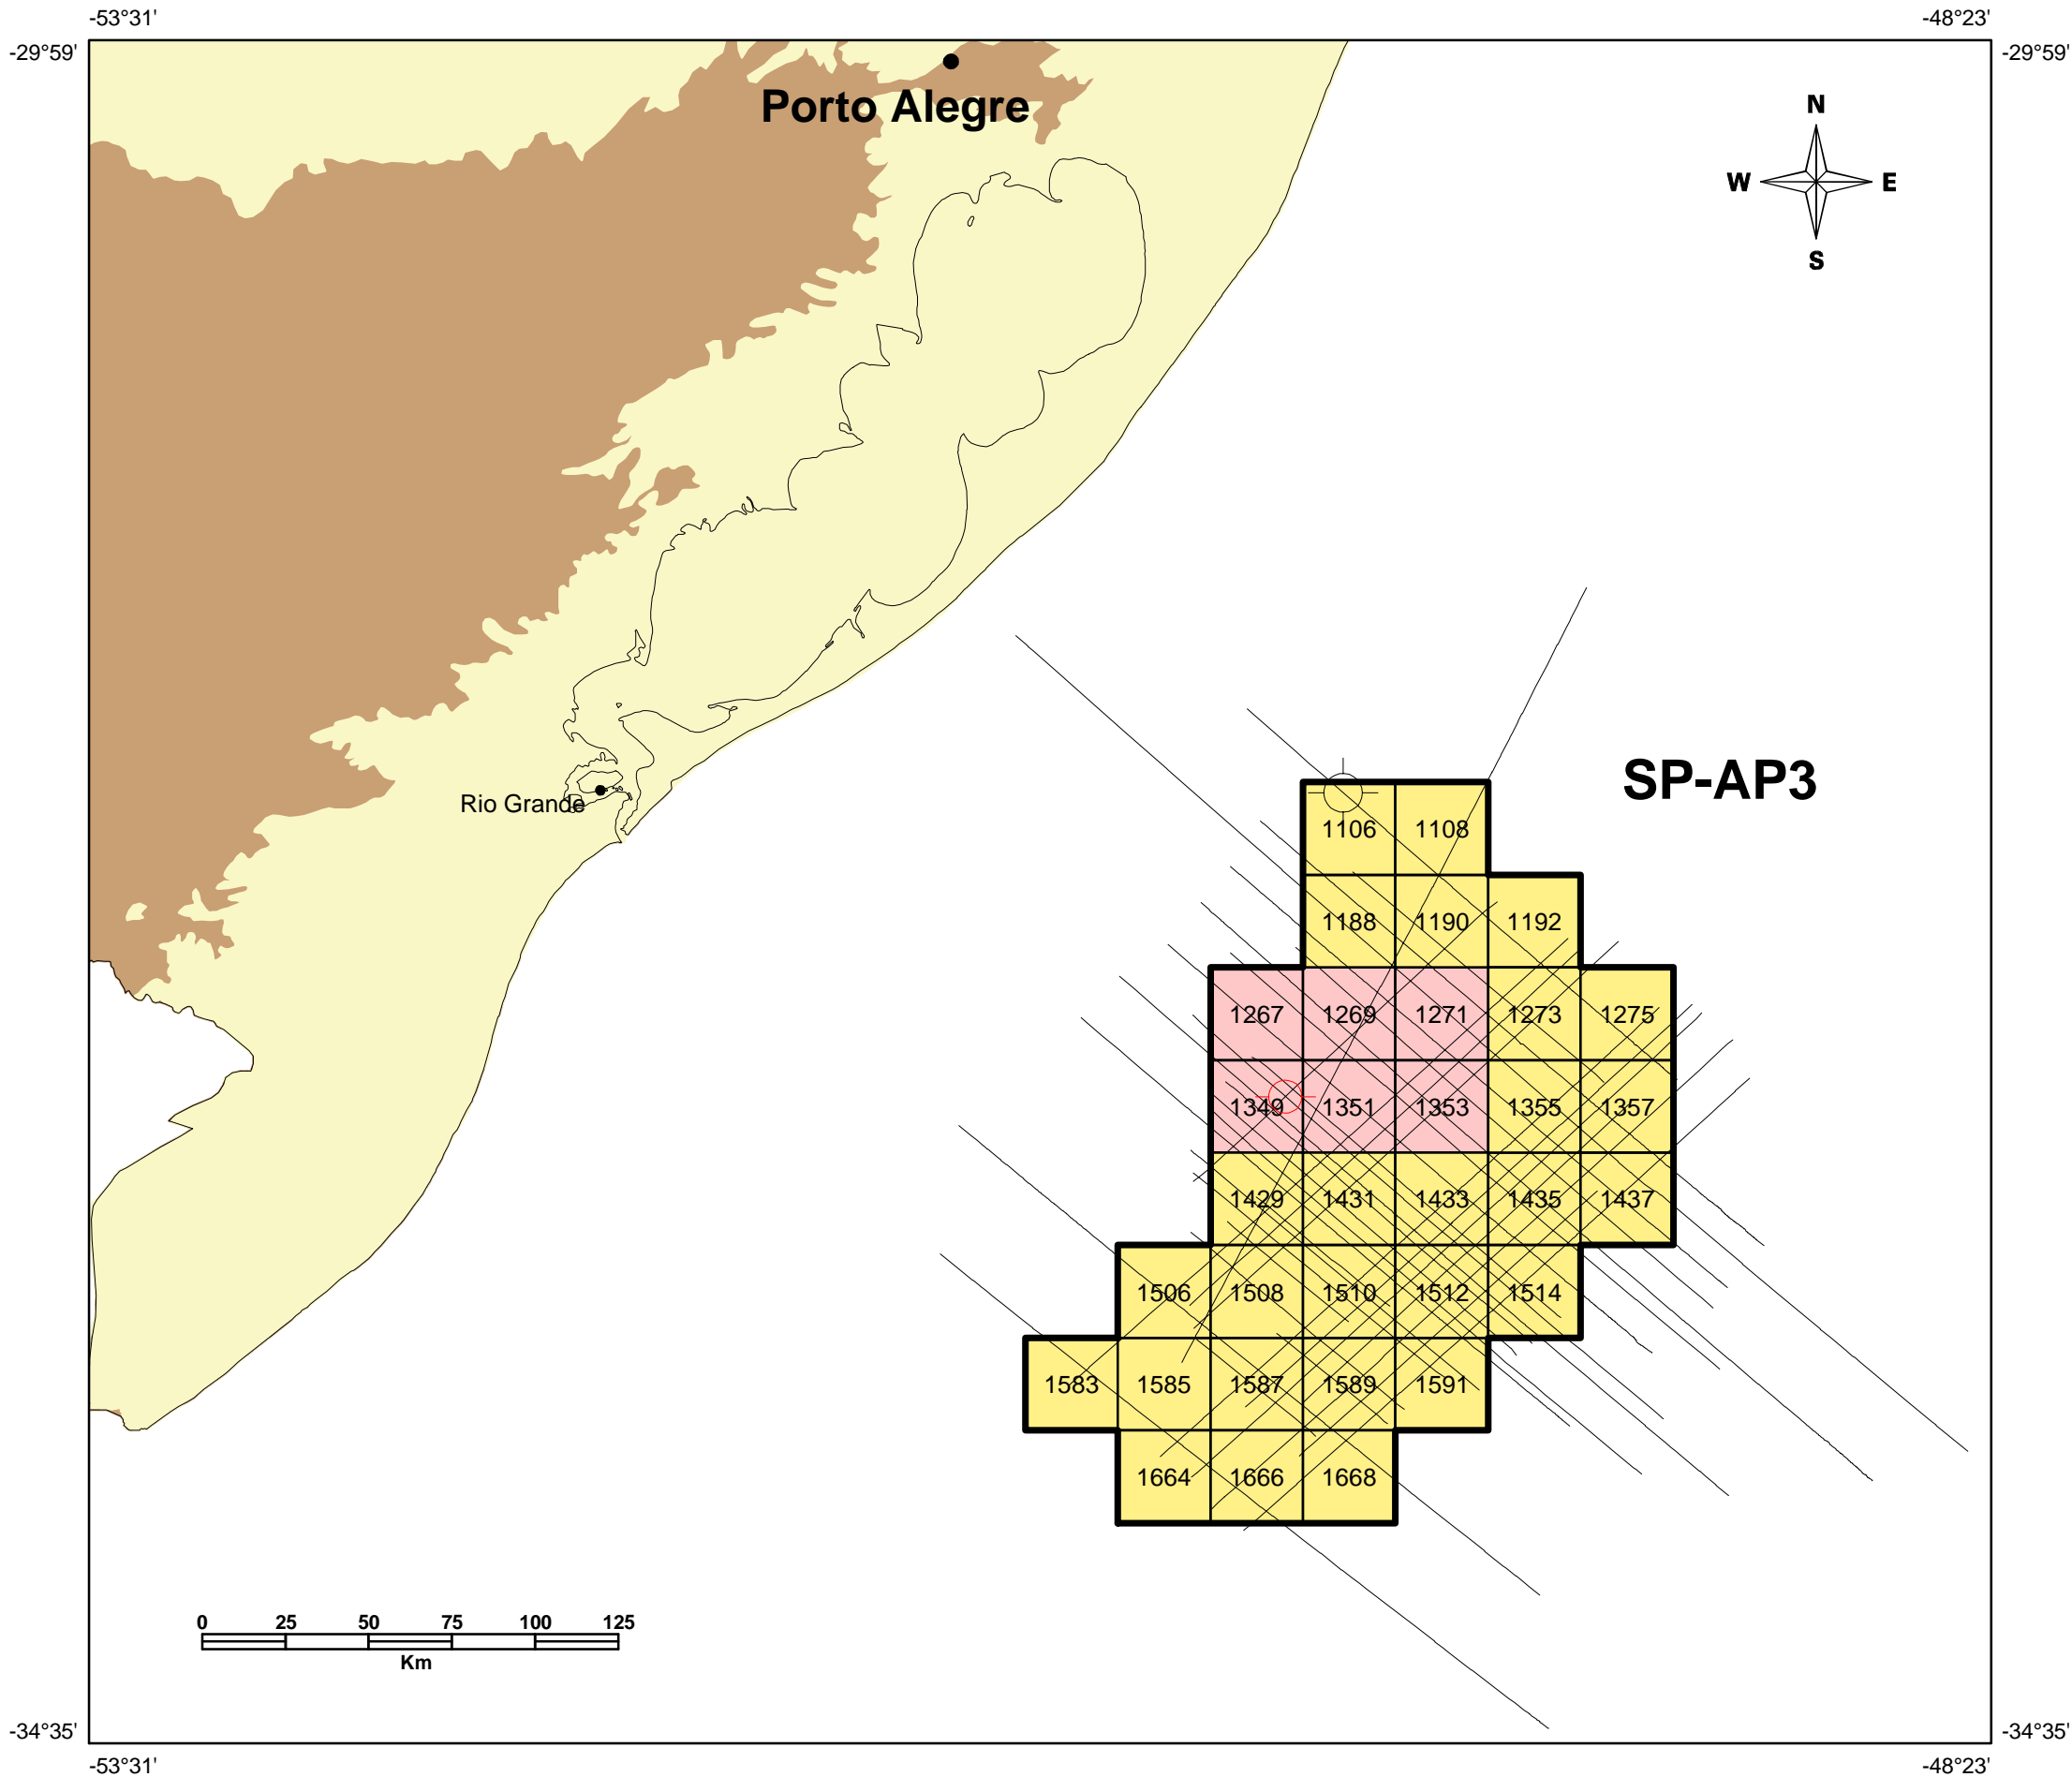 -53°31' -48°23'
-29°59' -29°59'
Porto Alegre
N
W E
S
SP-AP3
Rio Grande
1106 1108
1188 1190 1192
1267 1269 1271 1273 1275
1349 1351 1353 1355 1357
1429 1431 1433 1435 1437
1506 1508 1510 1512 1514
1583 1585 1587 1589 1591
1664 1666 1668
0 25 50 75 100 125
Km
-34°35' -34°35'
-53°31' -48°23'